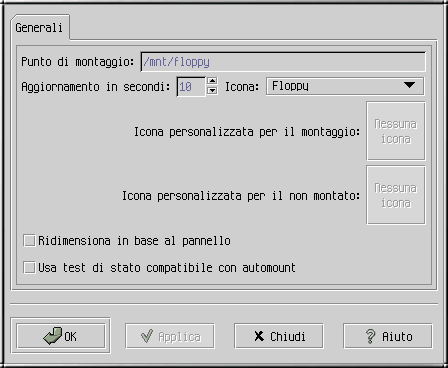 Generali
Punto di montaggio: /mnt/floppy
Aggiornamento in secondi: 10 Icona: Floppy
Icona personalizzata per il montaggio: Nessuna icona
Icona personalizzata per il non montato: Nessuna icona
Ridimensiona in base al pannello
Usa test di stato compatibile con automount
OK Applica Chiudi Aiuto